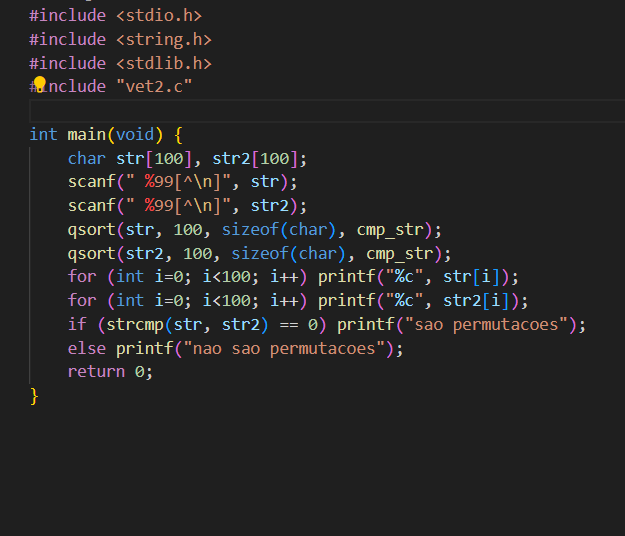 #include <stdio.h>
#include <string.h>
#include <stdlib.h>
#include "vet2.c"
int main(void) {
    char str[100], str2[100];
    scanf(" %99[^\n]", str);
    scanf(" %99[^\n]", str2);
    qsort(str, 100, sizeof(char), cmp_str);
    qsort(str2, 100, sizeof(char), cmp_str);
    for (int i=0; i<100; i++) printf("%c", str[i]);
    for (int i=0; i<100; i++) printf("%c", str2[i]);
    if (strcmp(str, str2) == 0) printf("sao permutacoes");
    else printf("nao sao permutacoes");
    return 0;
}